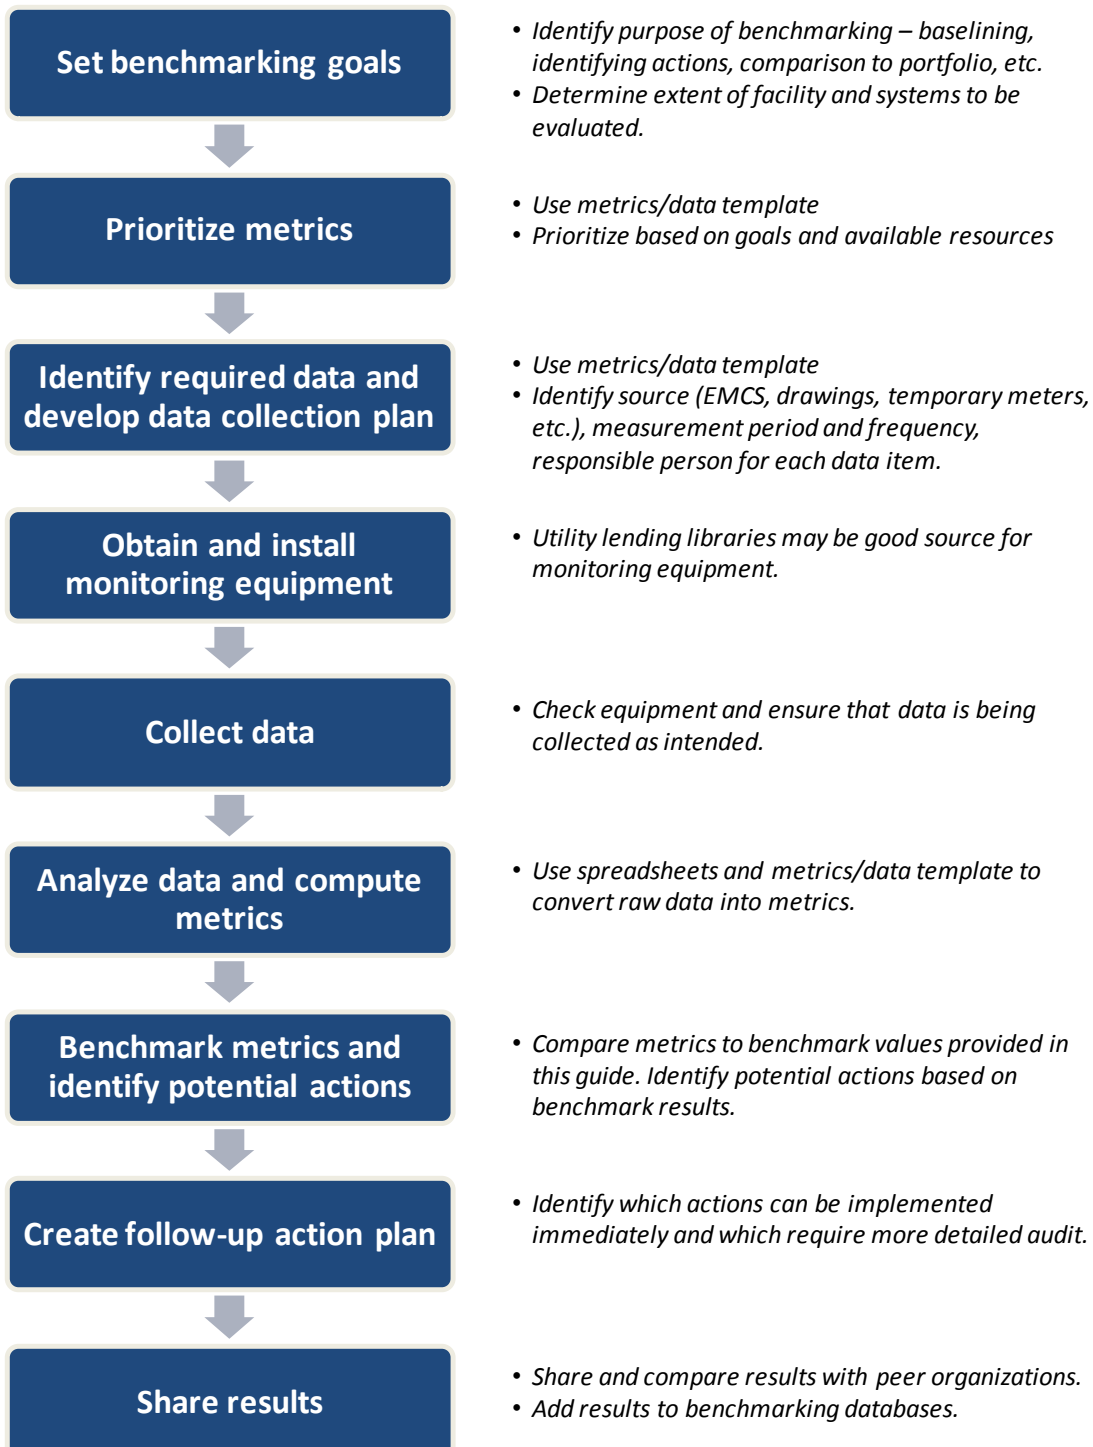 Set benchmarking goals
• Identify purpose of benchmarking – baselining,
identifying actions, comparison to portfolio, etc.
• Determine extent of facility and systems to be
evaluated.
Prioritize metrics
• Use metrics/data template
• Prioritize based on goals and available resources
Identify required data and
develop data collection plan
• Use metrics/data template
• Identify source (EMCS, drawings, temporary meters,
etc.), measurement period and frequency,
responsible person for each data item.
Obtain and install
monitoring equipment
• Utility lending libraries may be good source for
monitoring equipment.
Collect data
• Check equipment and ensure that data is being
collected as intended.
Analyze data and compute
metrics
• Use spreadsheets and metrics/data template to
convert raw data into metrics.
Benchmark metrics and
identify potential actions
• Compare metrics to benchmark values provided in
this guide. Identify potential actions based on
benchmark results.
Create follow-up action plan
• Identify which actions can be implemented
immediately and which require more detailed audit.
Share results
• Share and compare results with peer organizations.
• Add results to benchmarking databases.